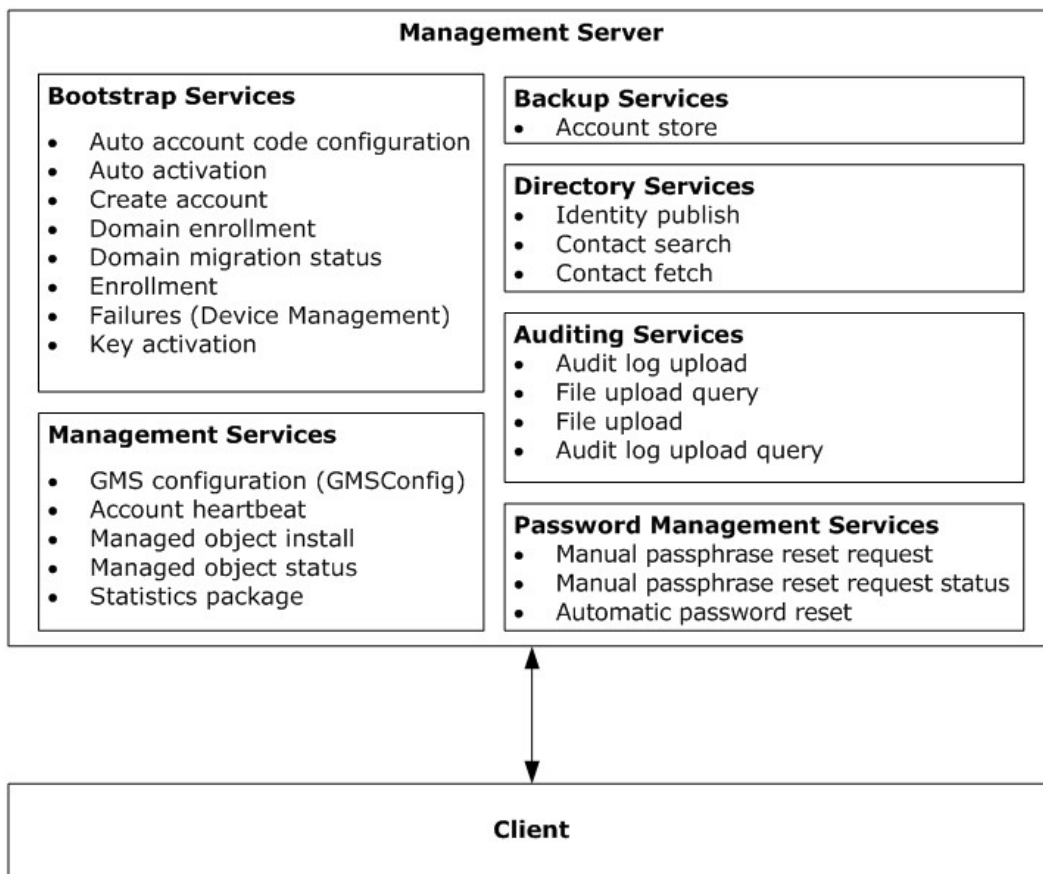 Management Server
Bootstrap Services
• Auto account code configuration
• Auto activation
• Create account
• Domain enrollment
• Domain migration status
• Enrollment
• Failures (Device Management)
• Key activation
Management Services
• GMS configuration (GMSConfig)
• Account heartbeat
• Managed object install
• Managed object status
• Statistics package
Backup Services
• Account store
Directory Services
• Identity publish
• Contact search
• Contact fetch
Auditing Services
• Audit log upload
• File upload query
• File upload
• Audit log upload query
Password Management Services
• Manual passphrase reset request
• Manual passphrase reset request status
• Automatic password reset
Client